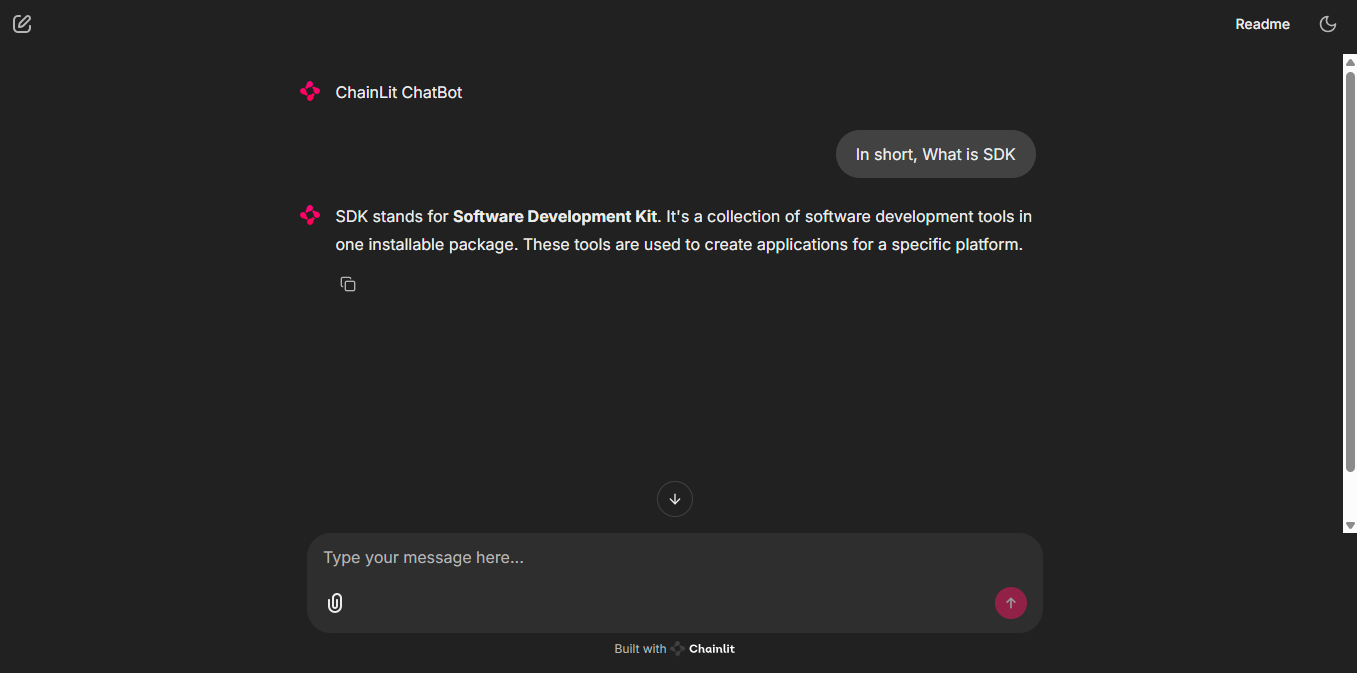 Readme
ChainLit ChatBot
In short, What is SDK
SDK stands for Software Development Kit. It's a collection of software development tools in
one installable package. These tools are used to create applications for a specific platform.
Type your message here...
Built with Chainlit